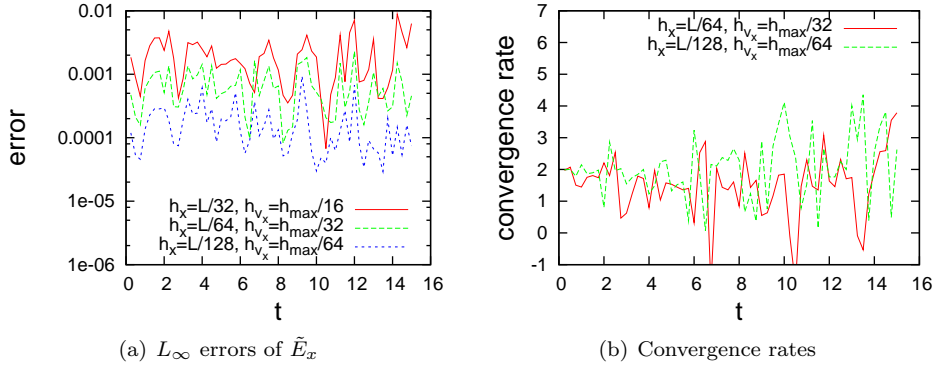 0.01
0.001
0.0001
1e-05
1e-06
error
h_x=L/32, h_{v_x}=h_max/16
h_x=L/64, h_{v_x}=h_max/32
h_x=L/128, h_{v_x}=h_max/64
0 2 4 6 8 10 12 14 16
t
(a) L_∞ errors of Ẽ_x
7
6
5
4
3
2
1
0
-1
convergence rate
h_x=L/64, h_{v_x}=h_max/32
h_x=L/128, h_{v_x}=h_max/64
0 2 4 6 8 10 12 14 16
t
(b) Convergence rates